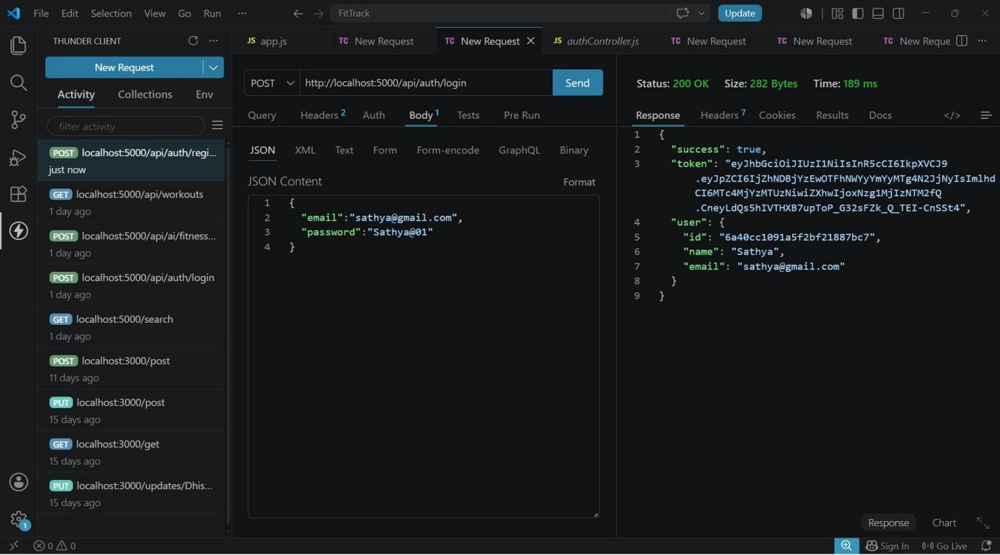 File Edit Selection View Go Run ···
FitTrack
Update
THUNDER CLIENT
New Request
Activity Collections Env
filter activity
POST localhost:5000/api/auth/regi...
just now
GET localhost:5000/api/workouts
1 day ago
POST localhost:5000/api/ai/fitness...
1 day ago
POST localhost:5000/api/auth/login
1 day ago
GET localhost:5000/search
1 day ago
POST localhost:3000/post
11 days ago
PUT localhost:3000/post
15 days ago
GET localhost:3000/get
15 days ago
PUT localhost:3000/updates/Dhis...
15 days ago
JS app.js TC New Request TC New Request JS authController.js TC New Request TC New Request TC New Reque
POST http://localhost:5000/api/auth/login Send
Query Headers 2 Auth Body 1 Tests Pre Run
JSON XML Text Form Form-encode GraphQL Binary
JSON Content Format
1 {
2 "email":"sathya@gmail.com",
3 "password":"Sathya@01"
4 }
Status: 200 OK Size: 282 Bytes Time: 189 ms
Response Headers 7 Cookies Results Docs </>
1 {
2 "success": true,
3 "token": "eyJhbGciOiJIUzI1NiIsInR5cCI6IkpXVCJ9
.eyJpZCI6IjZhNDBjYzEwOTFhNWYyYmYyMTg4N2JjNyIsImlhd
CI6MTc4MjYzMTUzNiwiZXhwIjoxNzg1MjIzNTM2fQ
.CneyLdQs5hIVTHXB7upToP_G32sFZk_Q_TEI-CnSSt4",
4 "user": {
5 "id": "6a40cc1091a5f2bf21887bc7",
6 "name": "Sathya",
7 "email": "sathya@gmail.com"
8 }
9 }
Response Chart
1
0 0
Sign In Go Live